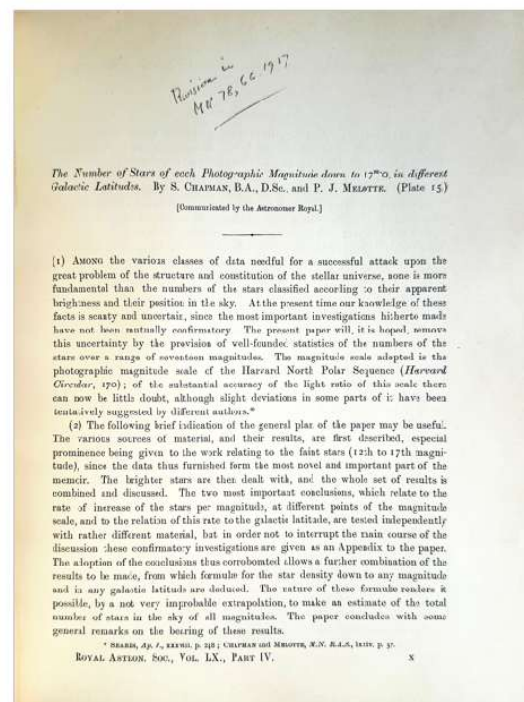 Revision in
MN 78, 66 1917
The Number of Stars of each Photographic Magnitude down to 17ᵐ·0, in different
Galactic Latitudes. By S. CHAPMAN, B.A., D.Sc., and P. J. MELOTTE. (Plate 15.)
[Communicated by the Astronomer Royal.]
(1) AMONG the various classes of data needful for a successful attack upon the
great problem of the structure and constitution of the stellar universe, none is more
fundamental than the numbers of the stars classified according to their apparent
brightness and their position in the sky. At the present time our knowledge of these
facts is scanty and uncertain, since the most important investigations hitherto made
have not been mutually confirmatory. The present paper will, it is hoped, remove
this uncertainty by the provision of well-founded statistics of the numbers of the
stars over a range of seventeen magnitudes. The magnitude scale adopted is the
photographic magnitude scale of the Harvard North Polar Sequence (Harvard
Circular, 170); of the substantial accuracy of the light ratio of this scale there
can now be little doubt, although slight deviations in some parts of it have been
tentatively suggested by different authors.*
(2) The following brief indication of the general plan of the paper may be useful.
The various sources of material, and their results, are first described, especial
prominence being given to the work relating to the faint stars (12th to 17th magni-
tude), since the data thus furnished form the most novel and important part of the
memoir. The brighter stars are then dealt with, and the whole set of results is
combined and discussed. The two most important conclusions, which relate to the
rate of increase of the stars per magnitude, at different points of the magnitude
scale, and to the relation of this rate to the galactic latitude, are tested independently
with rather different material, but in order not to interrupt the main course of the
discussion these confirmatory investigations are given as an Appendix to the paper.
The adoption of the conclusions thus corroborated allows a further combination of the
results to be made, from which formulæ for the star density down to any magnitude
and in any galactic latitude are deduced. The nature of these formulæ renders it
possible, by a not very improbable extrapolation, to make an estimate of the total
number of stars in the sky of all magnitudes. The paper concludes with some
general remarks on the bearing of these results.
* SEARES, Ap. J., xxxviii. p. 248; CHAPMAN and MELOTTE, M.N. R.A.S., lxxiv. p. 
ROYAL ASTRON. SOC., VOL. LX., PART IV. X